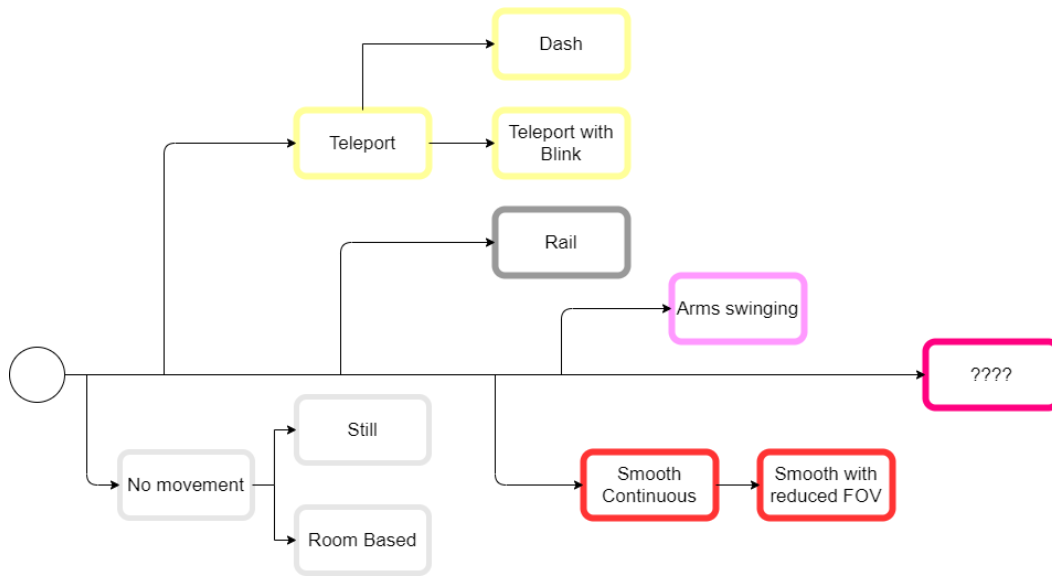 Dash
Teleport
Teleport with
Blink
Rail
Arms swinging
????
Still
No movement
Smooth
Continuous
Smooth with
reduced FOV
Room Based